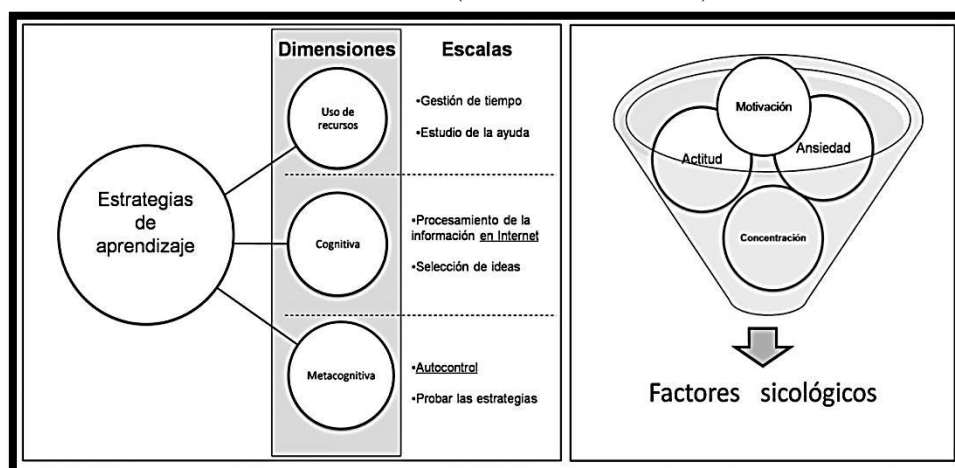 Dimensiones
Escalas
Estrategias
de
aprendizaje
Uso de
recursos
•Gestión de tiempo
•Estudio de la ayuda
Cognitiva
•Procesamiento de la
información en Internet
•Selección de ideas
Metacognitiva
•Autocontrol
•Probar las estrategias
Motivación
Actitud
Ansiedad
Concentración
Factores sicológicos